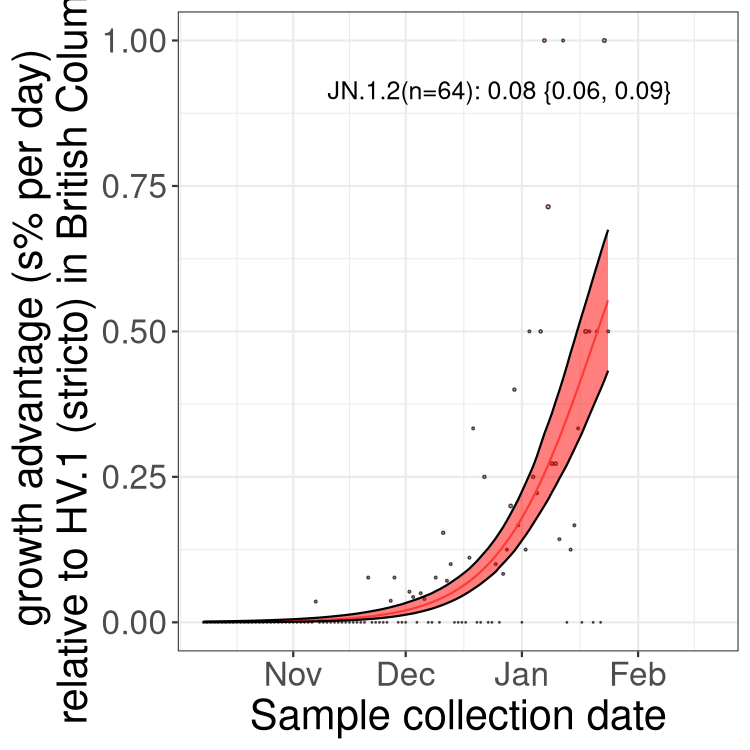 growth advantage (s% per day)
relative to HV.1 (stricto) in British Colum
1.00
0.75
0.50
0.25
0.00
JN.1.2(n=64): 0.08 {0.06, 0.09}
Nov Dec Jan Feb
Sample collection date